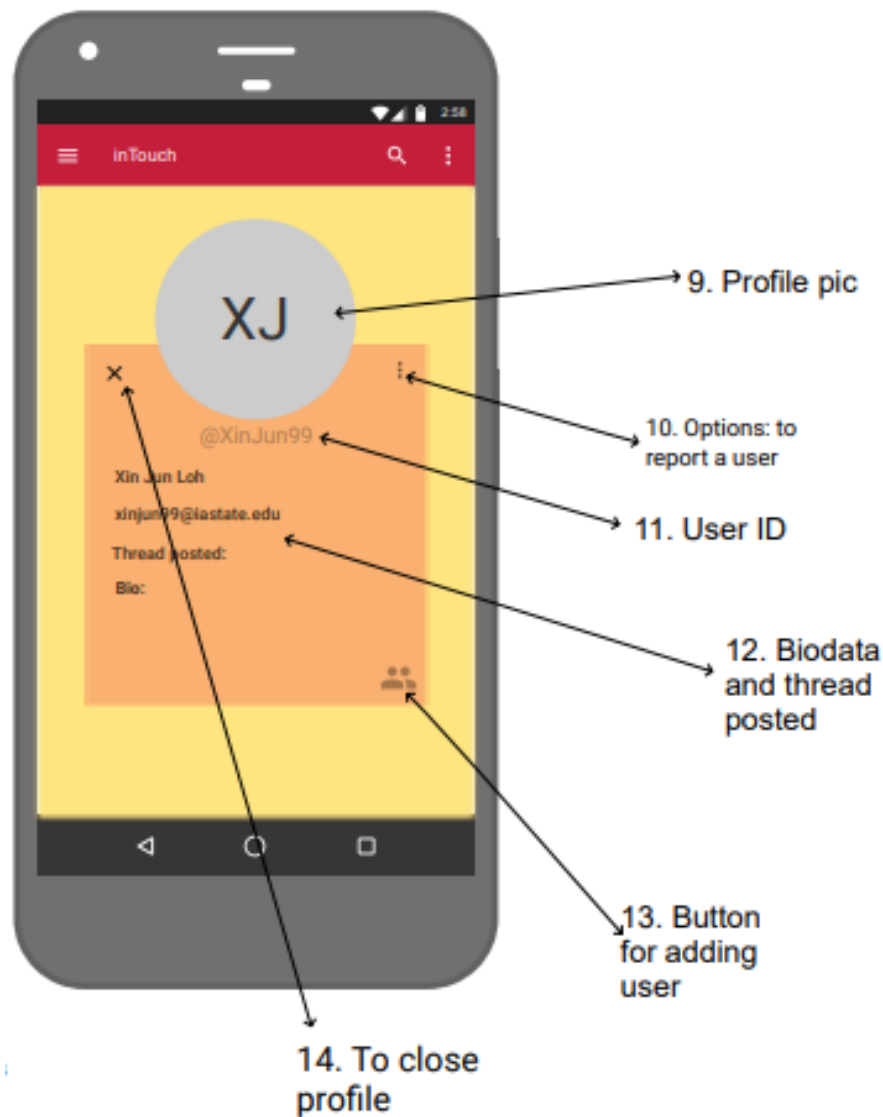 2:58
inTouch
XJ
9. Profile pic
@XinJun99
10. Options: to
report a user
Xin Jun Loh
11. User ID
xinjun99@iastate.edu
Thread posted:
Bio:
12. Biodata
and thread
posted
13. Button
for adding
user
14. To close
profile